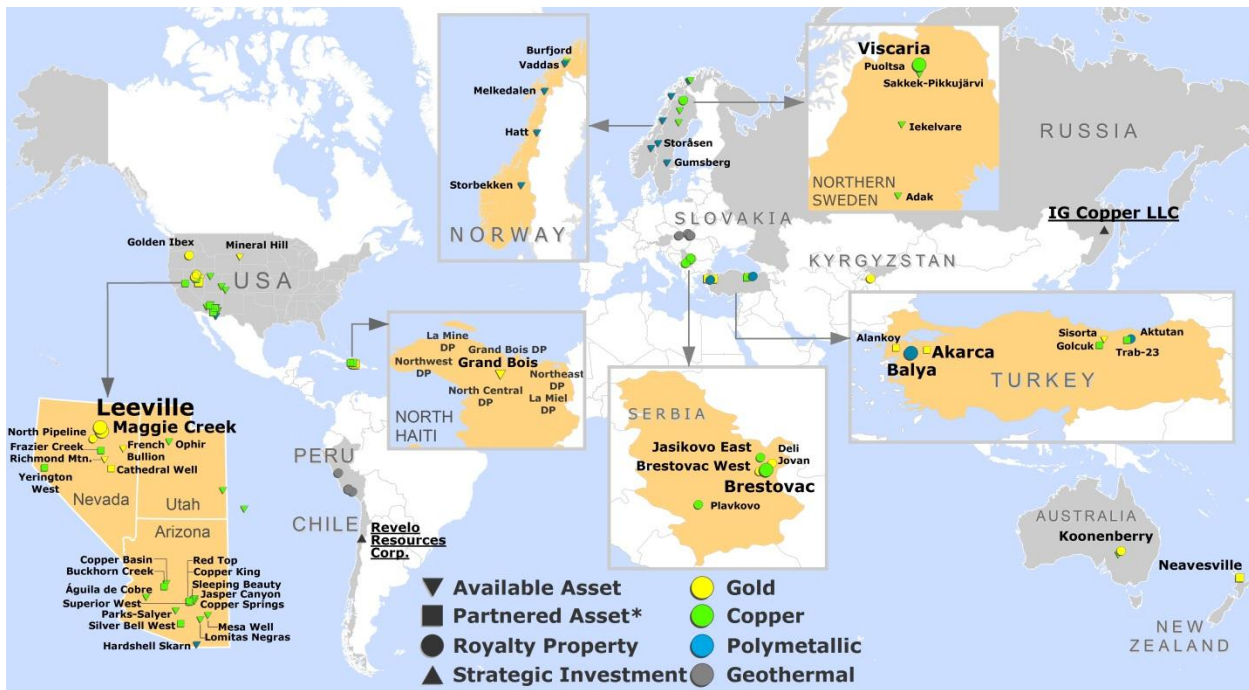 Burfjord
Vaddas
Melkedalen
Hatt
Storbekken
NORWAY
Storåsen
Gumsberg
Viscaria
Puoltsa
Sakkek-Pikkujärvi
Iekelvare
NORTHERN
SWEDEN
Adak
RUSSIA
IG Copper LLC
SLOVAKIA
KYRGYZSTAN
Golden Ibex
Mineral Hill
USA
La Mine
DP
Northwest
DP
Grand Bois DP
Grand Bois
Northeast
DP
North Central
DP
La Miel
DP
NORTH
HAITI
Alankoy
Balya
Akarca
Sisorta
Golcuk
Aktutan
Trab-23
TURKEY
SERBIA
Jasikovo East
Deli
Jovan
Brestovac West
Brestovac
Plavkovo
Leeville
Maggie Creek
North Pipeline
Frazier Creek
Richmond Mtn.
French
Bullion
Ophir
Cathedral Well
Yerington
West
Nevada
Utah
Arizona
Copper Basin
Buckhorn Creek
Águila de Cobre
Superior West
Parks-Salyer
Silver Bell West
Hardshell Skarn
Red Top
Copper King
Sleeping Beauty
Jasper Canyon
Copper Springs
Mesa Well
Lomitas Negras
PERU
CHILE
Revelo
Resources
Corp.
AUSTRALIA
Koonenberry
Neavesville
NEW
ZEALAND
Available Asset
Partnered Asset*
Royalty Property
Strategic Investment
Gold
Copper
Polymetallic
Geothermal